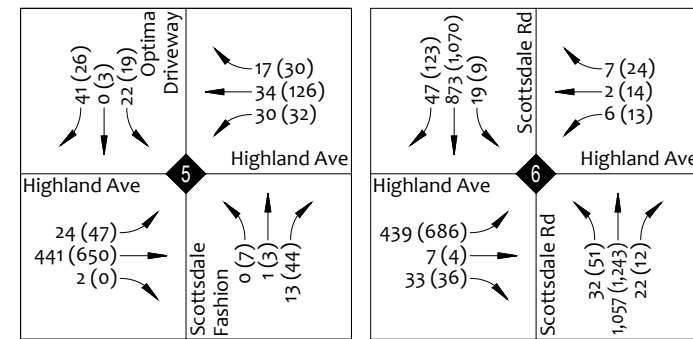 41 (26)
0 (3)
22 (19)
Optima
Driveway
17 (30)
34 (126)
30 (32)
Highland Ave
Highland Ave
5
24 (47)
441 (650)
2 (0)
Scottsdale
Fashion
0 (7)
1 (3)
13 (44)
47 (123)
873 (1,070)
19 (9)
Scottsdale Rd
7 (24)
2 (14)
6 (13)
Highland Ave
Highland Ave
6
439 (686)
7 (4)
33 (36)
Scottsdale Rd
32 (51)
1,057 (1,243)
22 (12)